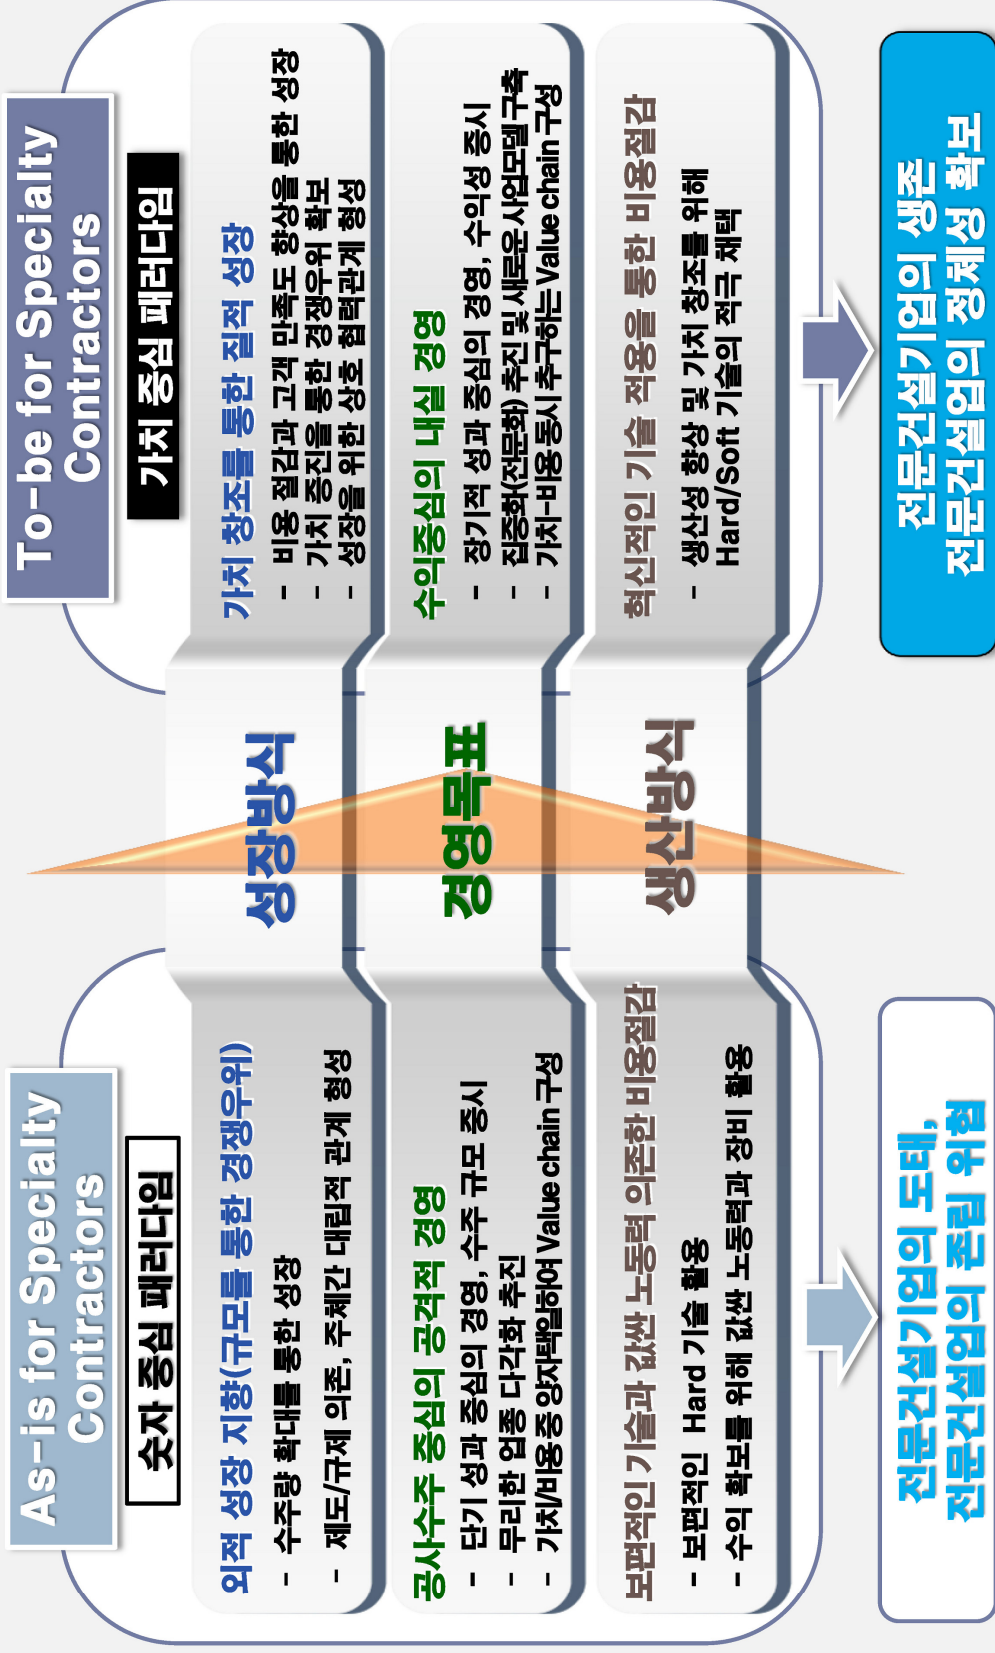 As-is for Specialty
Contractors
숫자 중심 패러다임
외적 성장 지향(규모를 통한 경쟁우위)
- 수주량 확대를 통한 성장
- 제도/규제 의존, 주체간 대립적 관계 형성
공사수주 중심의 공격적 경영
- 단기 성과 중심의 경영, 수주 규모 중시
- 무리한 업종 다각화 추진
- 가치/비용 중 양자택일하여 Value chain 구성
보편적인 기술과 값싼 노동력 의존한 비용절감
- 보편적인 Hard 기술 활용
- 수익 확보를 위해 값싼 노동력과 장비 활용
전문건설기업의 도태,
전문건설업의 존립 위협
성장방식
경영목표
생산방식
To-be for Specialty
Contractors
가치 중심 패러다임
가치 창조를 통한 질적 성장
- 비용 절감과 고객 만족도 향상을 통한 성장
- 가치 증진을 통한 경쟁우위 확보
- 성장을 위한 상호 협력관계 형성
수익중심의 내실 경영
- 장기적 성과 중심의 경영, 수익성 중시
- 집중화(전문화) 추진 및 새로운 사업모델 구축
- 가치-비용 동시 추구하는 Value chain 구성
혁신적인 기술 적용을 통한 비용절감
- 생산성 향상 및 가치 창조를 위해
Hard/Soft 기술의 적극 채택
전문건설기업의 생존
전문건설업의 정체성 확보